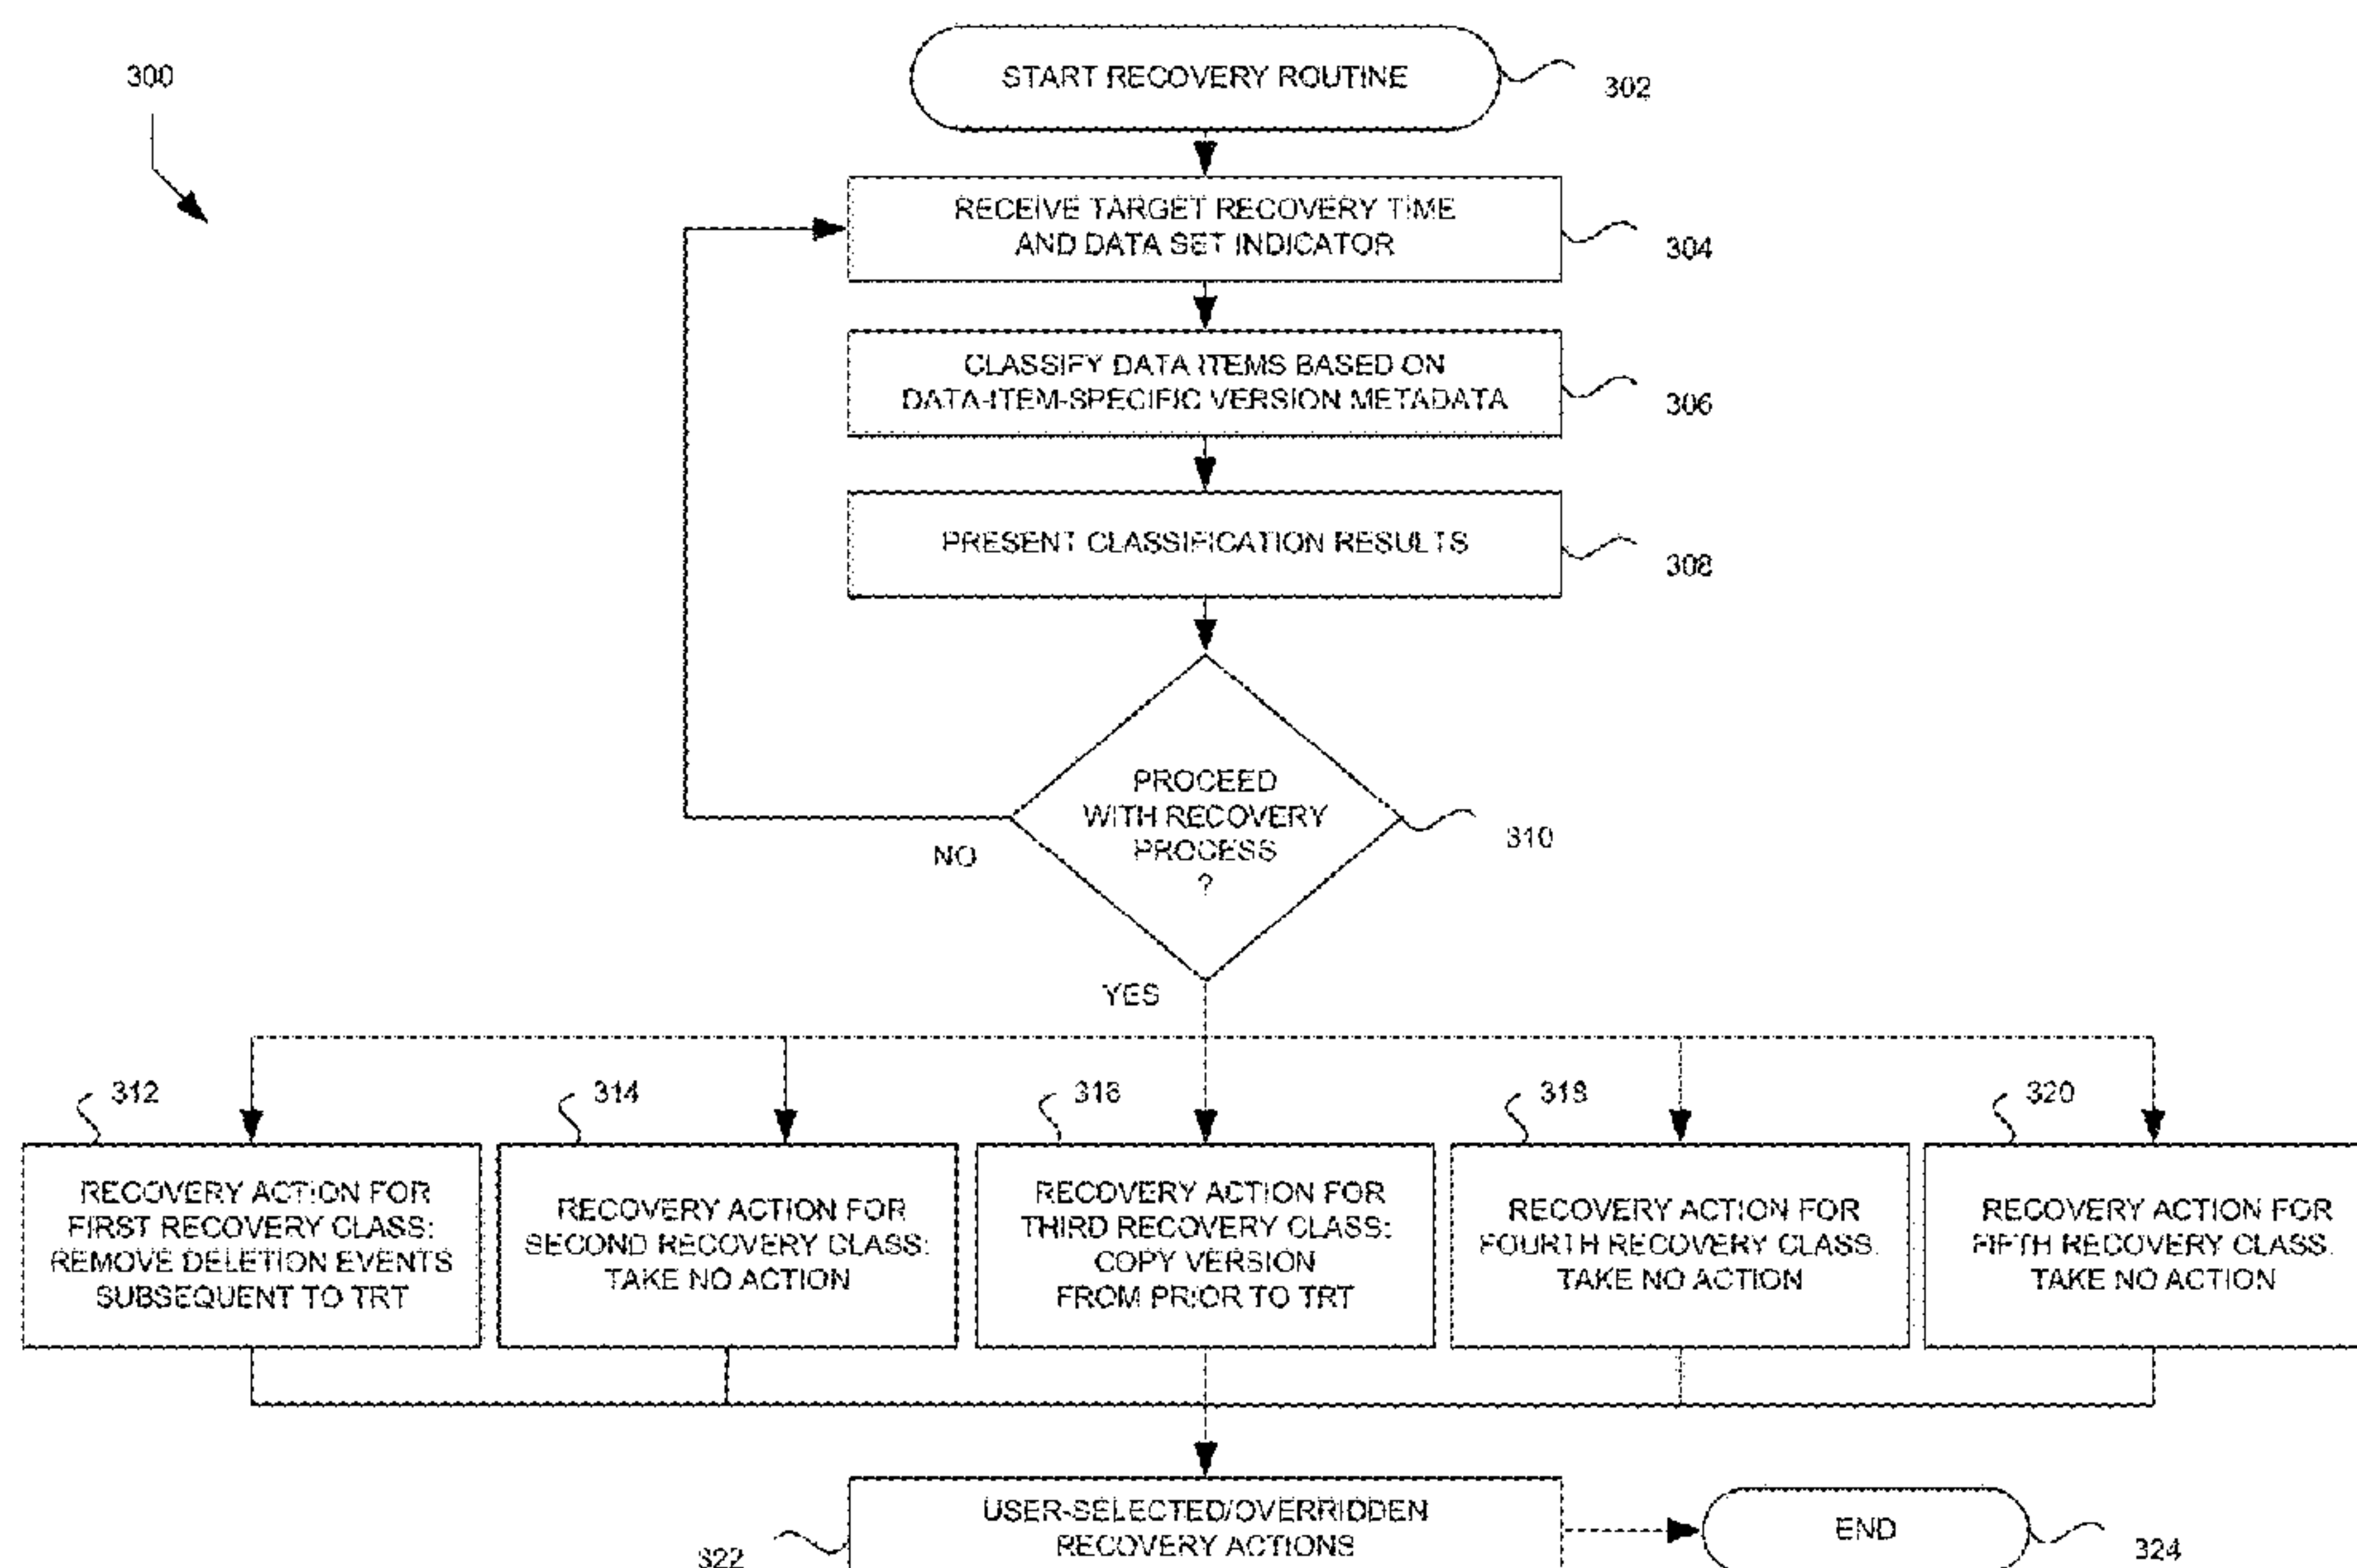 300
START RECOVERY ROUTINE
302
RECEIVE TARGET RECOVERY TIME
AND DATA SET INDICATOR
304
CLASSIFY DATA ITEMS BASED ON
DATA-ITEM-SPECIFIC VERSION METADATA
306
PRESENT CLASSIFICATION RESULTS
308
PROCEED
WITH RECOVERY
PROCESS
?
310
NO
YES
312
RECOVERY ACTION FOR
FIRST RECOVERY CLASS:
REMOVE DELETION EVENTS
SUBSEQUENT TO TRT
314
RECOVERY ACTION FOR
SECOND RECOVERY CLASS:
TAKE NO ACTION
316
RECOVERY ACTION FOR
THIRD RECOVERY CLASS:
COPY VERSION
FROM PRIOR TO TRT
318
RECOVERY ACTION FOR
FOURTH RECOVERY CLASS:
TAKE NO ACTION
320
RECOVERY ACTION FOR
FIFTH RECOVERY CLASS:
TAKE NO ACTION
USER-SELECTED/OVERRIDDEN
RECOVERY ACTIONS
322
END
324